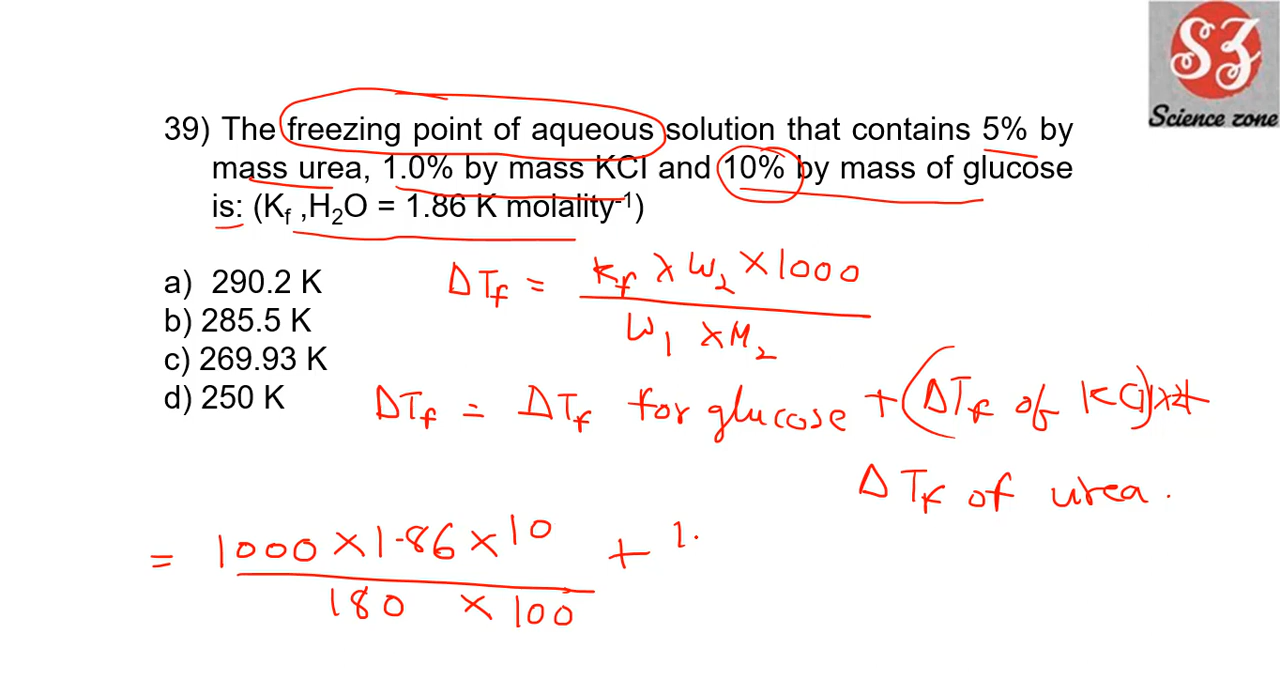 SZ
Science zone
39) The freezing point of aqueous solution that contains 5% by
mass urea, 1.0% by mass KCl and 10% by mass of glucose
is: (Kf ,H2O = 1.86 K molality-1)
a) 290.2 K
b) 285.5 K
c) 269.93 K
d) 250 K
ΔTf = Kf × W2 × 1000
W1 × M2
ΔTf = ΔTf for glucose + (ΔTf of KCl)
ΔTf of urea.
= 1000 × 1.86 × 10 + 1.
180 × 100